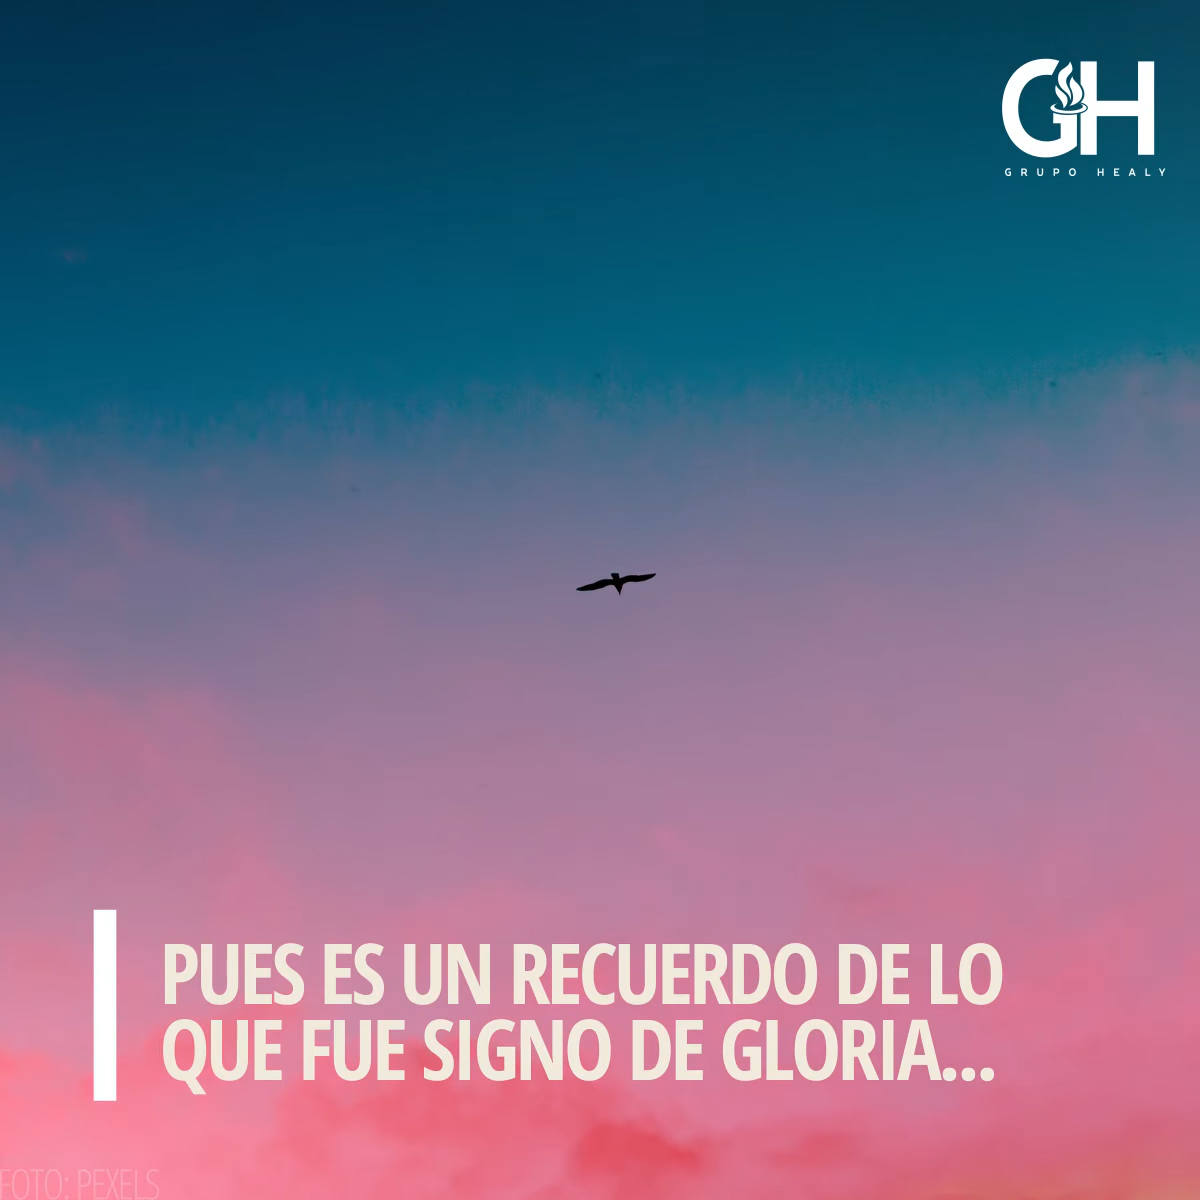 GH
GRUPO HEALY
PUES ES UN RECUERDO DE LO
QUE FUE SIGNO DE GLORIA...
FOTO: PEXELS